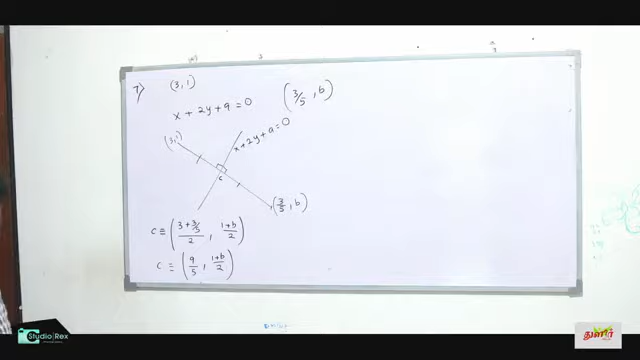 7) (3, 1)
x + 2y + a = 0 (3/5, b)
x + 2y + a = 0
(3, 1)
c
(3/5, b)
c ≡ ((3 + 3/5)/2, (1+b)/2)
c ≡ (9/5, (1+b)/2)
Studio Rex
துளிர்